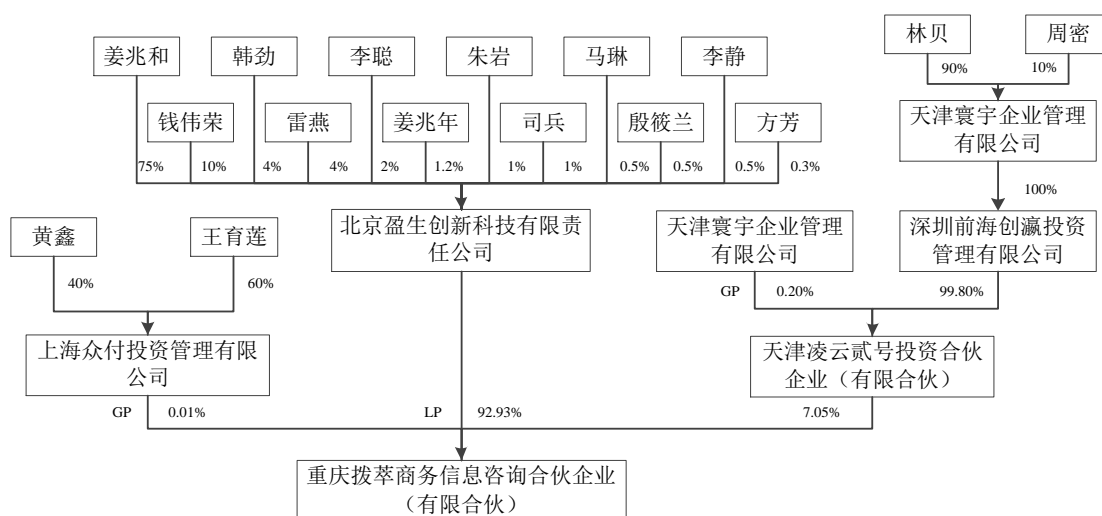 林贝
周密
姜兆和
韩劲
李聪
朱岩
马琳
李静
90%
10%
钱伟荣
雷燕
姜兆年
司兵
殷筱兰
方芳
天津寰宇企业管理
有限公司
75%
10%
4%
4%
2%
1.2%
1%
1%
0.5%
0.5%
0.5%
0.3%
100%
黄鑫
王育莲
北京盈生创新科技有限责
任公司
天津寰宇企业管理
有限公司
深圳前海创瀛投资
管理有限公司
40%
60%
GP
0.20%
99.80%
上海众付投资管理有限
公司
天津凌云贰号投资合伙
企业（有限合伙）
GP
0.01%
LP
92.93%
7.05%
重庆拨萃商务信息咨询合伙企业
（有限合伙）